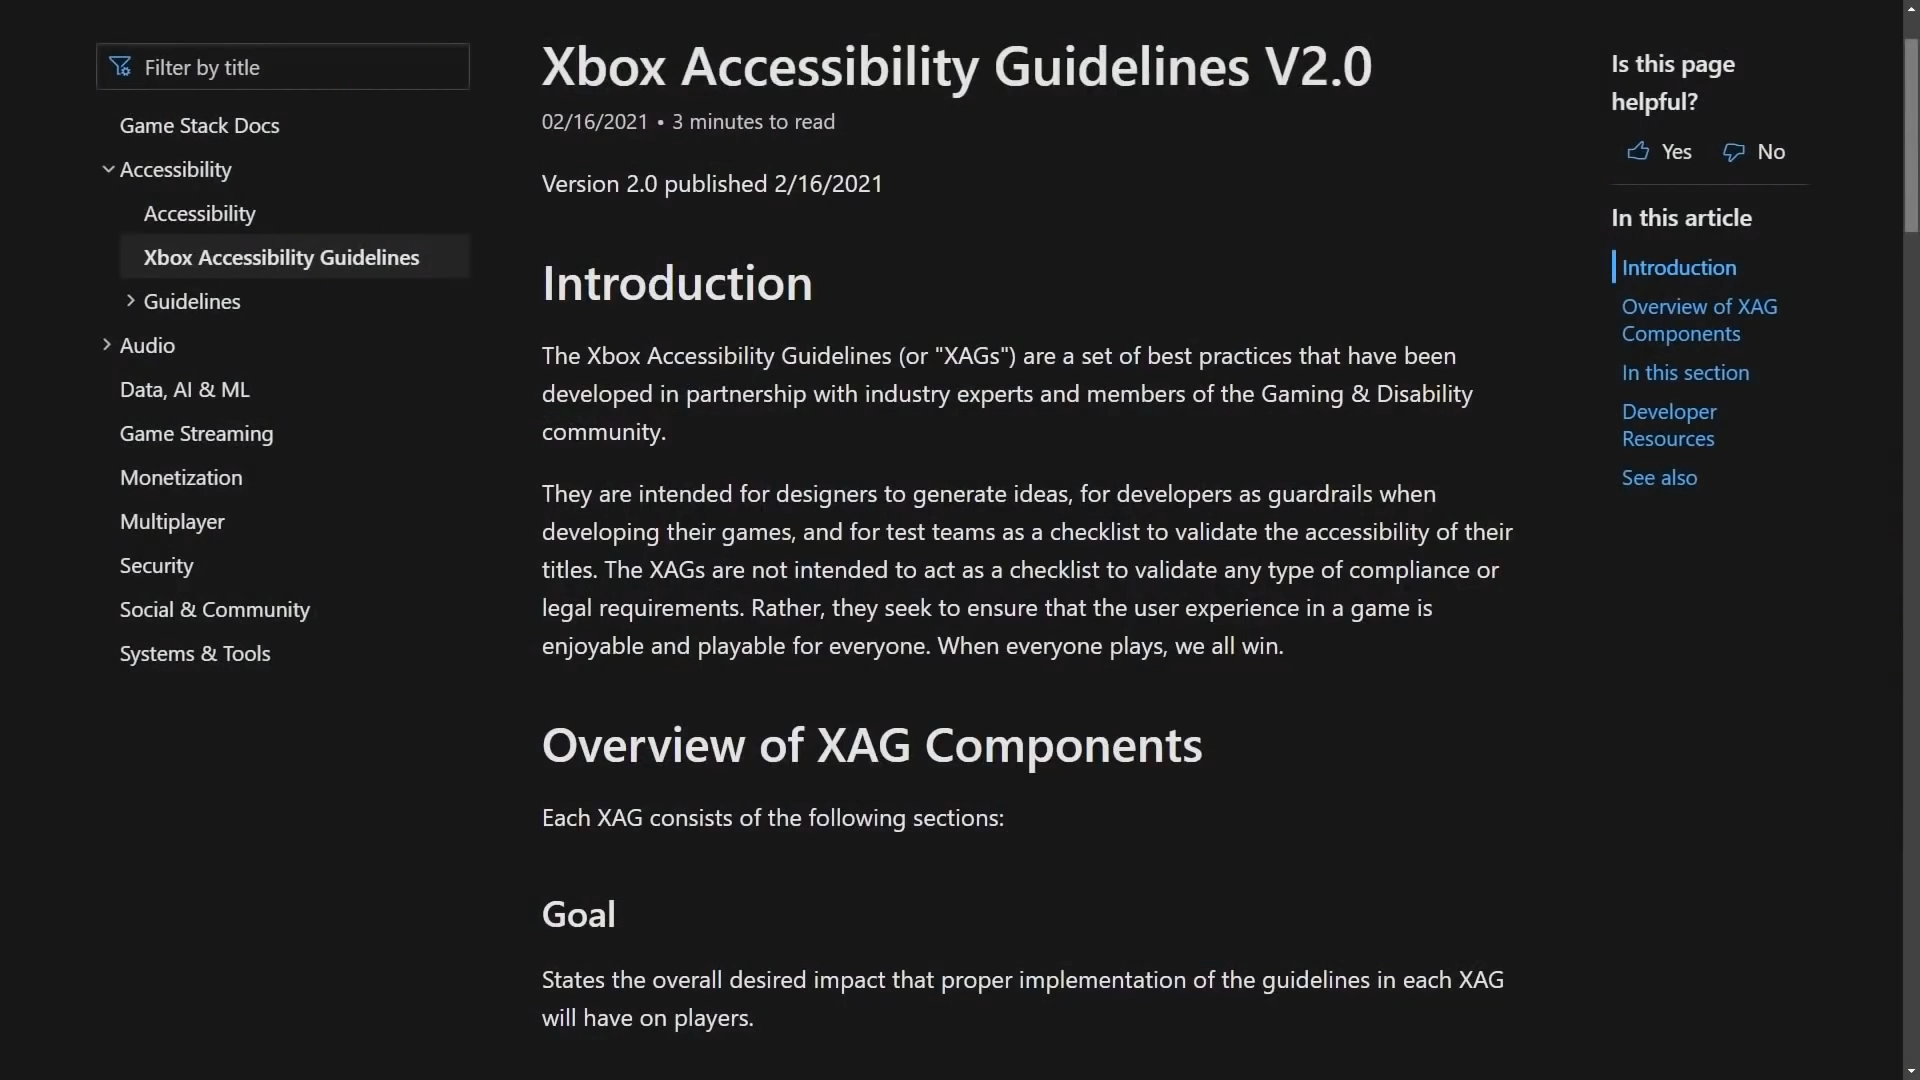 Filter by title
Game Stack Docs
Accessibility
Accessibility
Xbox Accessibility Guidelines
Guidelines
Audio
Data, AI & ML
Game Streaming
Monetization
Multiplayer
Security
Social & Community
Systems & Tools
Xbox Accessibility Guidelines V2.0
02/16/2021 • 3 minutes to read
Version 2.0 published 2/16/2021
Introduction
The Xbox Accessibility Guidelines (or "XAGs") are a set of best practices that have been
developed in partnership with industry experts and members of the Gaming & Disability
community.
They are intended for designers to generate ideas, for developers as guardrails when
developing their games, and for test teams as a checklist to validate the accessibility of their
titles. The XAGs are not intended to act as a checklist to validate any type of compliance or
legal requirements. Rather, they seek to ensure that the user experience in a game is
enjoyable and playable for everyone. When everyone plays, we all win.
Overview of XAG Components
Each XAG consists of the following sections:
Goal
States the overall desired impact that proper implementation of the guidelines in each XAG
will have on players.
Is this page
helpful?
Yes No
In this article
Introduction
Overview of XAG
Components
In this section
Developer
Resources
See also